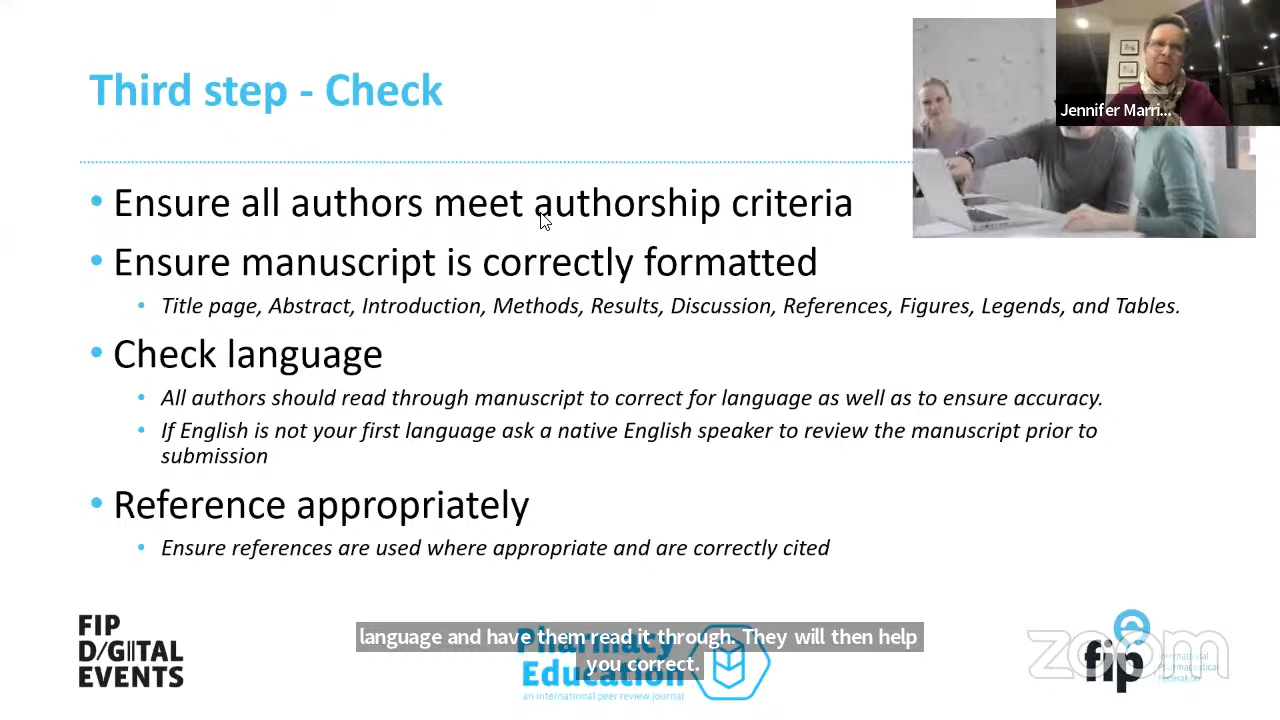 Third step - Check
Jennifer Marri...
• Ensure all authors meet authorship criteria
• Ensure manuscript is correctly formatted
• Title page, Abstract, Introduction, Methods, Results, Discussion, References, Figures, Legends, and Tables.
• Check language
• All authors should read through manuscript to correct for language as well as to ensure accuracy.
• If English is not your first language ask a native English speaker to review the manuscript prior to
submission
• Reference appropriately
• Ensure references are used where appropriate and are correctly cited
FIP
D/GITAL
EVENTS
language and have them read it through. They will then help
you correct.
Pharmacy
Education
an international peer review journal
zoom
fip
International
Pharmaceutical
Federation